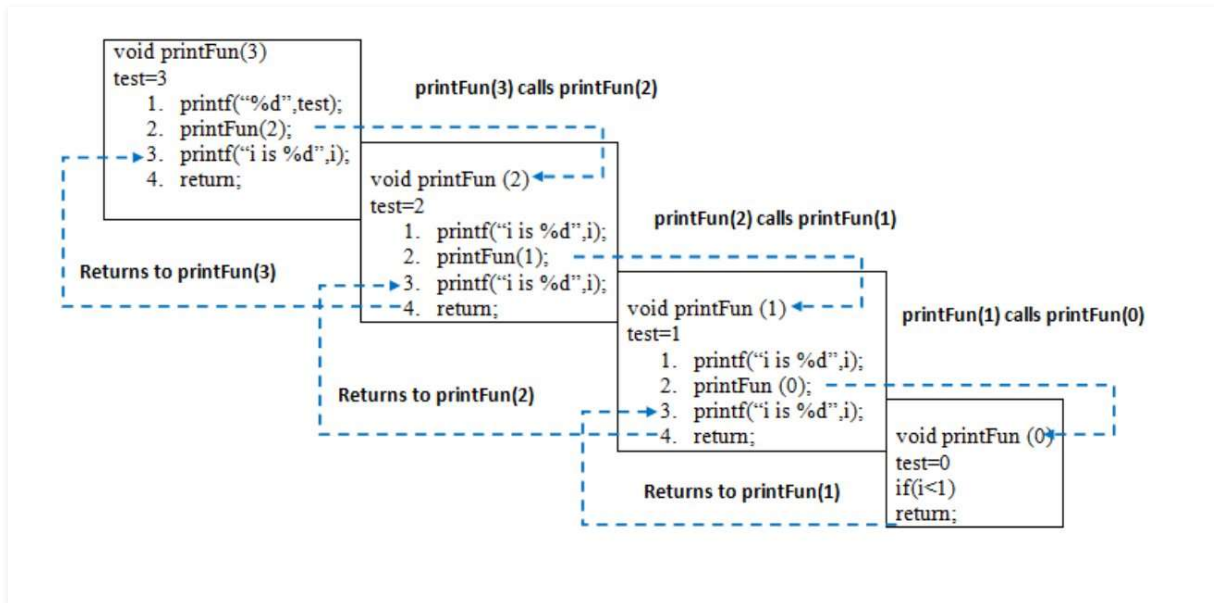 void printFun(3)
test=3
1. printf(“%d”,test);
2. printFun(2);
3. printf(“i is %d”,i);
4. return;
printFun(3) calls printFun(2)
void printFun (2)
test=2
1. printf(“i is %d”,i);
2. printFun(1);
3. printf(“i is %d”,i);
4. return;
Returns to printFun(3)
printFun(2) calls printFun(1)
void printFun (1)
test=1
1. printf(“i is %d”,i);
2. printFun (0);
3. printf(“i is %d”,i);
4. return;
Returns to printFun(2)
printFun(1) calls printFun(0)
void printFun (0)
test=0
if(i<1)
return;
Returns to printFun(1)